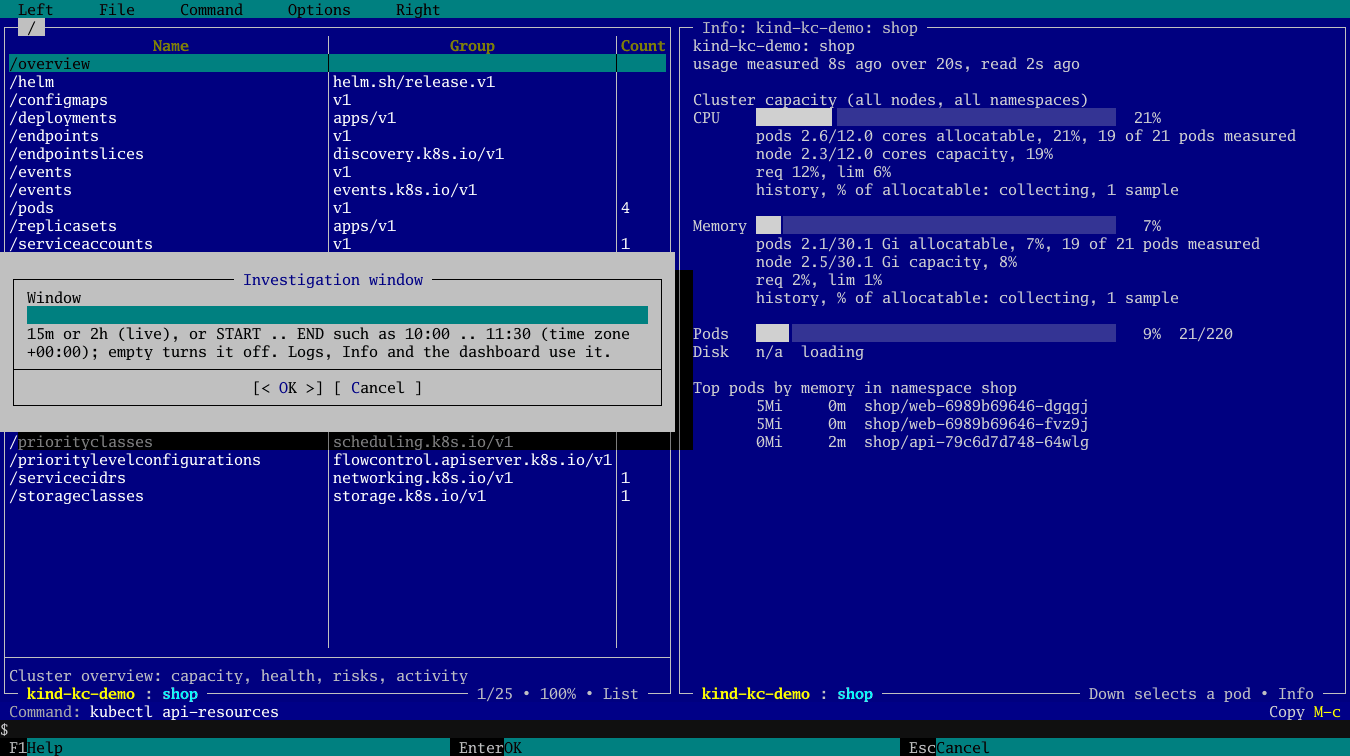 Left File Command Options Right
/
Name Group Count
/overview
/helm helm.sh/release.v1
/configmaps v1
/deployments apps/v1
/endpoints v1
/endpointslices discovery.k8s.io/v1
/events v1
/events events.k8s.io/v1
/pods v1 4
/replicasets apps/v1
/serviceaccounts v1 1
Investigation window
Window
15m or 2h (live), or START .. END such as 10:00 .. 11:30 (time zone
+00:00); empty turns it off. Logs, Info and the dashboard use it.
[< OK >] [ Cancel ]
/priorityclasses scheduling.k8s.io/v1
/prioritylevelconfigurations flowcontrol.apiserver.k8s.io/v1
/servicecidrs networking.k8s.io/v1 1
/storageclasses storage.k8s.io/v1 1
Cluster overview: capacity, health, risks, activity
kind-kc-demo : shop 1/25 • 100% • List
Info: kind-kc-demo: shop
kind-kc-demo: shop
usage measured 8s ago over 20s, read 2s ago
Cluster capacity (all nodes, all namespaces)
CPU 21%
pods 2.6/12.0 cores allocatable, 21%, 19 of 21 pods measured
node 2.3/12.0 cores capacity, 19%
req 12%, lim 6%
history, % of allocatable: collecting, 1 sample
Memory 7%
pods 2.1/30.1 Gi allocatable, 7%, 19 of 21 pods measured
node 2.5/30.1 Gi capacity, 8%
req 2%, lim 1%
history, % of allocatable: collecting, 1 sample
Pods 9% 21/220
Disk n/a loading
Top pods by memory in namespace shop
5Mi 0m shop/web-6989b69646-dgqgj
5Mi 0m shop/web-6989b69646-fvz9j
0Mi 2m shop/api-79c6d7d748-64wlg
kind-kc-demo : shop Down selects a pod • Info
Command: kubectl api-resources Copy M-c
$
F1Help EnterOK EscCancel